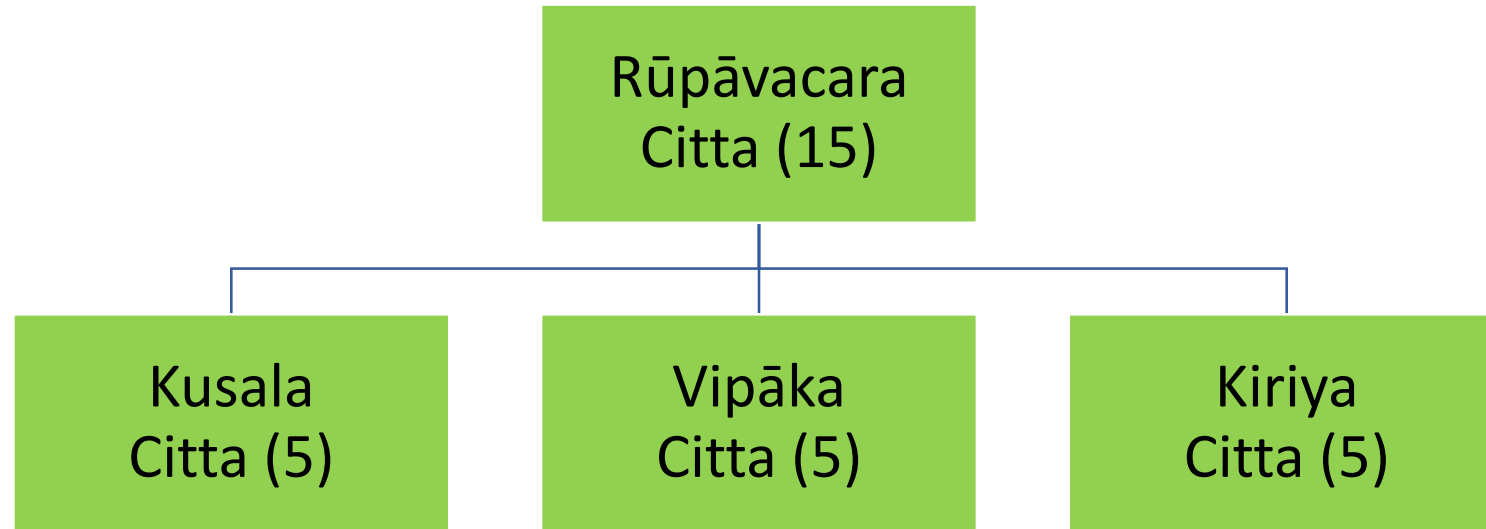 Rūpāvacara
Citta (15)
Kusala
Citta (5)
Vipāka
Citta (5)
Kiriya
Citta (5)